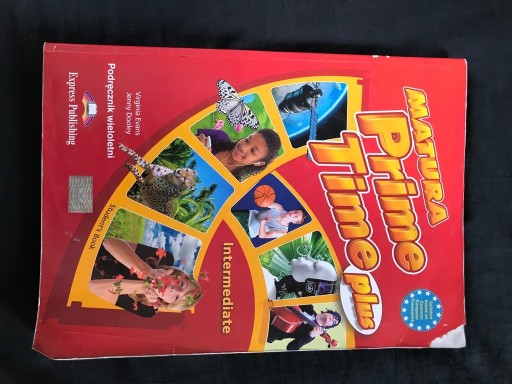 MATURA
Prime
Time
plus
Intermediate
Student's Book
Virginia Evans
Jenny Dooley
Podręcznik wieloletni
Express Publishing